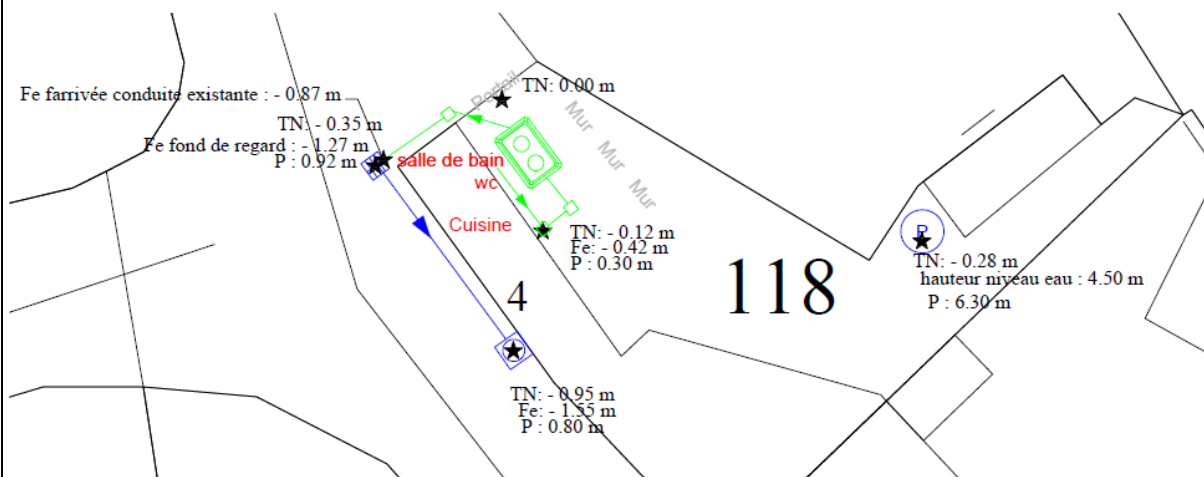 Portail
TN: 0.00 m
Fe farrivée conduite existante : - 0.87 m
TN: - 0.35 m
Fe fond de regard : - 1.27 m
P : 0.92 m
Mur
Mur
Mur
salle de bain
wc
Cuisine
TN: - 0.12 m
Fe: - 0.42 m
P : 0.30 m
P
TN: - 0.28 m
hauteur niveau eau : 4.50 m
P : 6.30 m
118
4
TN: - 0.95 m
Fe: - 1.55 m
P : 0.80 m